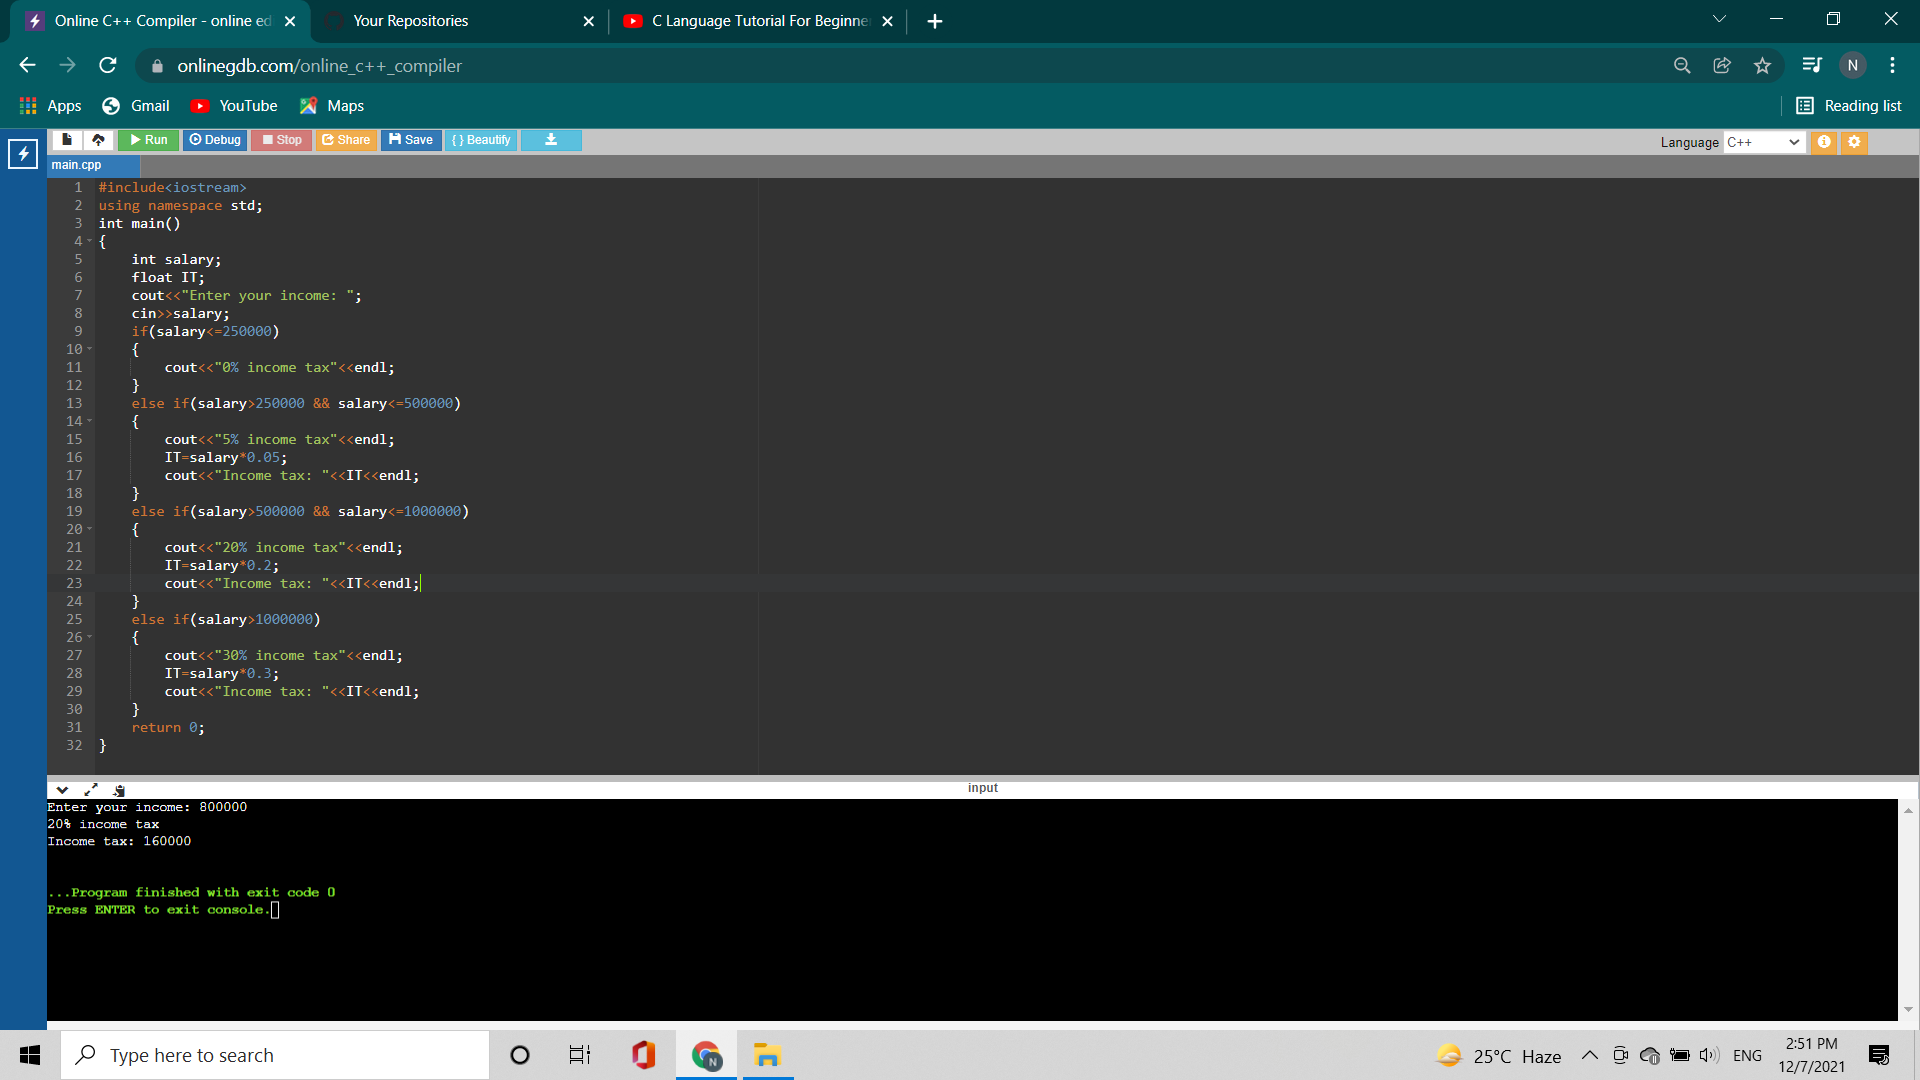 Online C++ Compiler - online ed
Your Repositories
C Language Tutorial For Beginne
onlinegdb.com/online_c++_compiler
N
Apps
Gmail
YouTube
Maps
Reading list
Run
Debug
Stop
Share
Save
{ } Beautify
Language C++
main.cpp
1 #include<iostream>
2 using namespace std;
3 int main()
4 {
5     int salary;
6     float IT;
7     cout<<"Enter your income: ";
8     cin>>salary;
9     if(salary<=250000)
10     {
11         cout<<"0% income tax"<<endl;
12     }
13     else if(salary>250000 && salary<=500000)
14     {
15         cout<<"5% income tax"<<endl;
16         IT=salary*0.05;
17         cout<<"Income tax: "<<IT<<endl;
18     }
19     else if(salary>500000 && salary<=1000000)
20     {
21         cout<<"20% income tax"<<endl;
22         IT=salary*0.2;
23         cout<<"Income tax: "<<IT<<endl;
24     }
25     else if(salary>1000000)
26     {
27         cout<<"30% income tax"<<endl;
28         IT=salary*0.3;
29         cout<<"Income tax: "<<IT<<endl;
30     }
31     return 0;
32 }
input
Enter your income: 800000
20% income tax
Income tax: 160000
...Program finished with exit code 0
Press ENTER to exit console.
Type here to search
N
25°C Haze
ENG
2:51 PM
12/7/2021